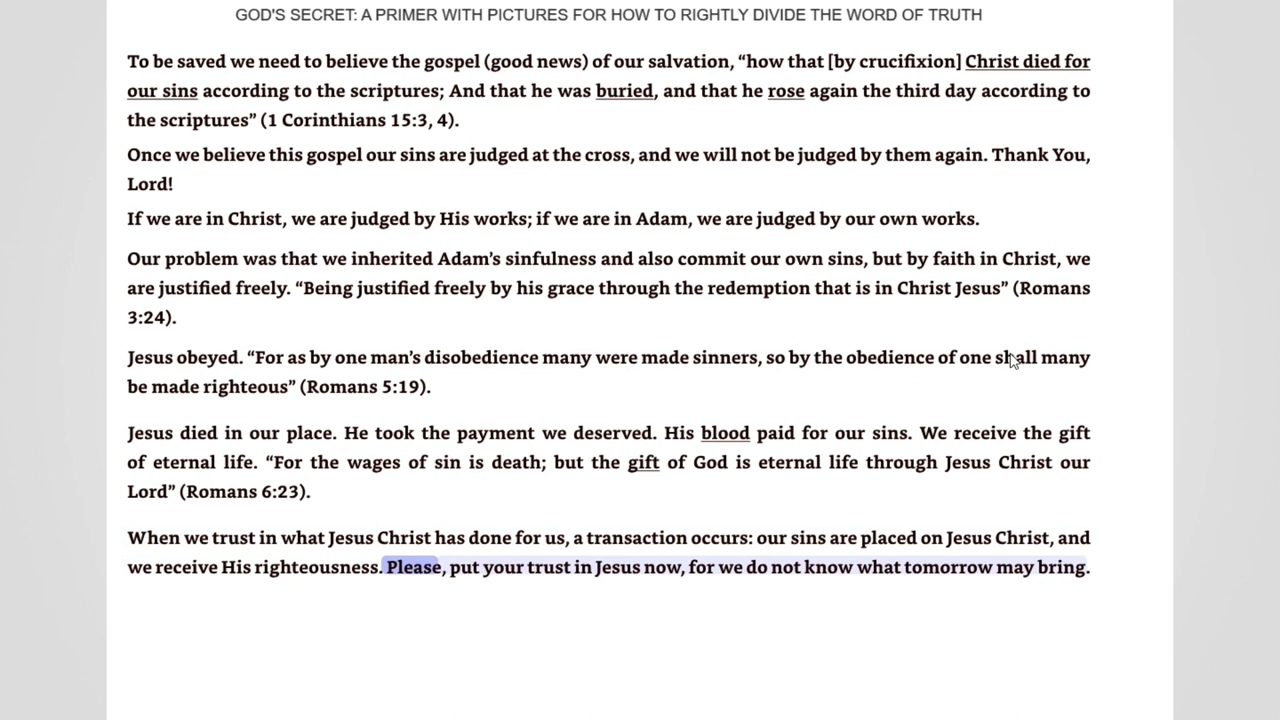 GOD'S SECRET: A PRIMER WITH PICTURES FOR HOW TO RIGHTLY DIVIDE THE WORD OF TRUTH
To be saved we need to believe the gospel (good news) of our salvation, “how that [by crucifixion] Christ died for
our sins according to the scriptures; And that he was buried, and that he rose again the third day according to
the scriptures” (1 Corinthians 15:3, 4).
Once we believe this gospel our sins are judged at the cross, and we will not be judged by them again. Thank You,
Lord!
If we are in Christ, we are judged by His works; if we are in Adam, we are judged by our own works.
Our problem was that we inherited Adam’s sinfulness and also commit our own sins, but by faith in Christ, we
are justified freely. “Being justified freely by his grace through the redemption that is in Christ Jesus” (Romans
3:24).
Jesus obeyed. “For as by one man’s disobedience many were made sinners, so by the obedience of one shall many
be made righteous” (Romans 5:19).
Jesus died in our place. He took the payment we deserved. His blood paid for our sins. We receive the gift
of eternal life. “For the wages of sin is death; but the gift of God is eternal life through Jesus Christ our
Lord” (Romans 6:23).
When we trust in what Jesus Christ has done for us, a transaction occurs: our sins are placed on Jesus Christ, and
we receive His righteousness. Please, put your trust in Jesus now, for we do not know what tomorrow may bring.